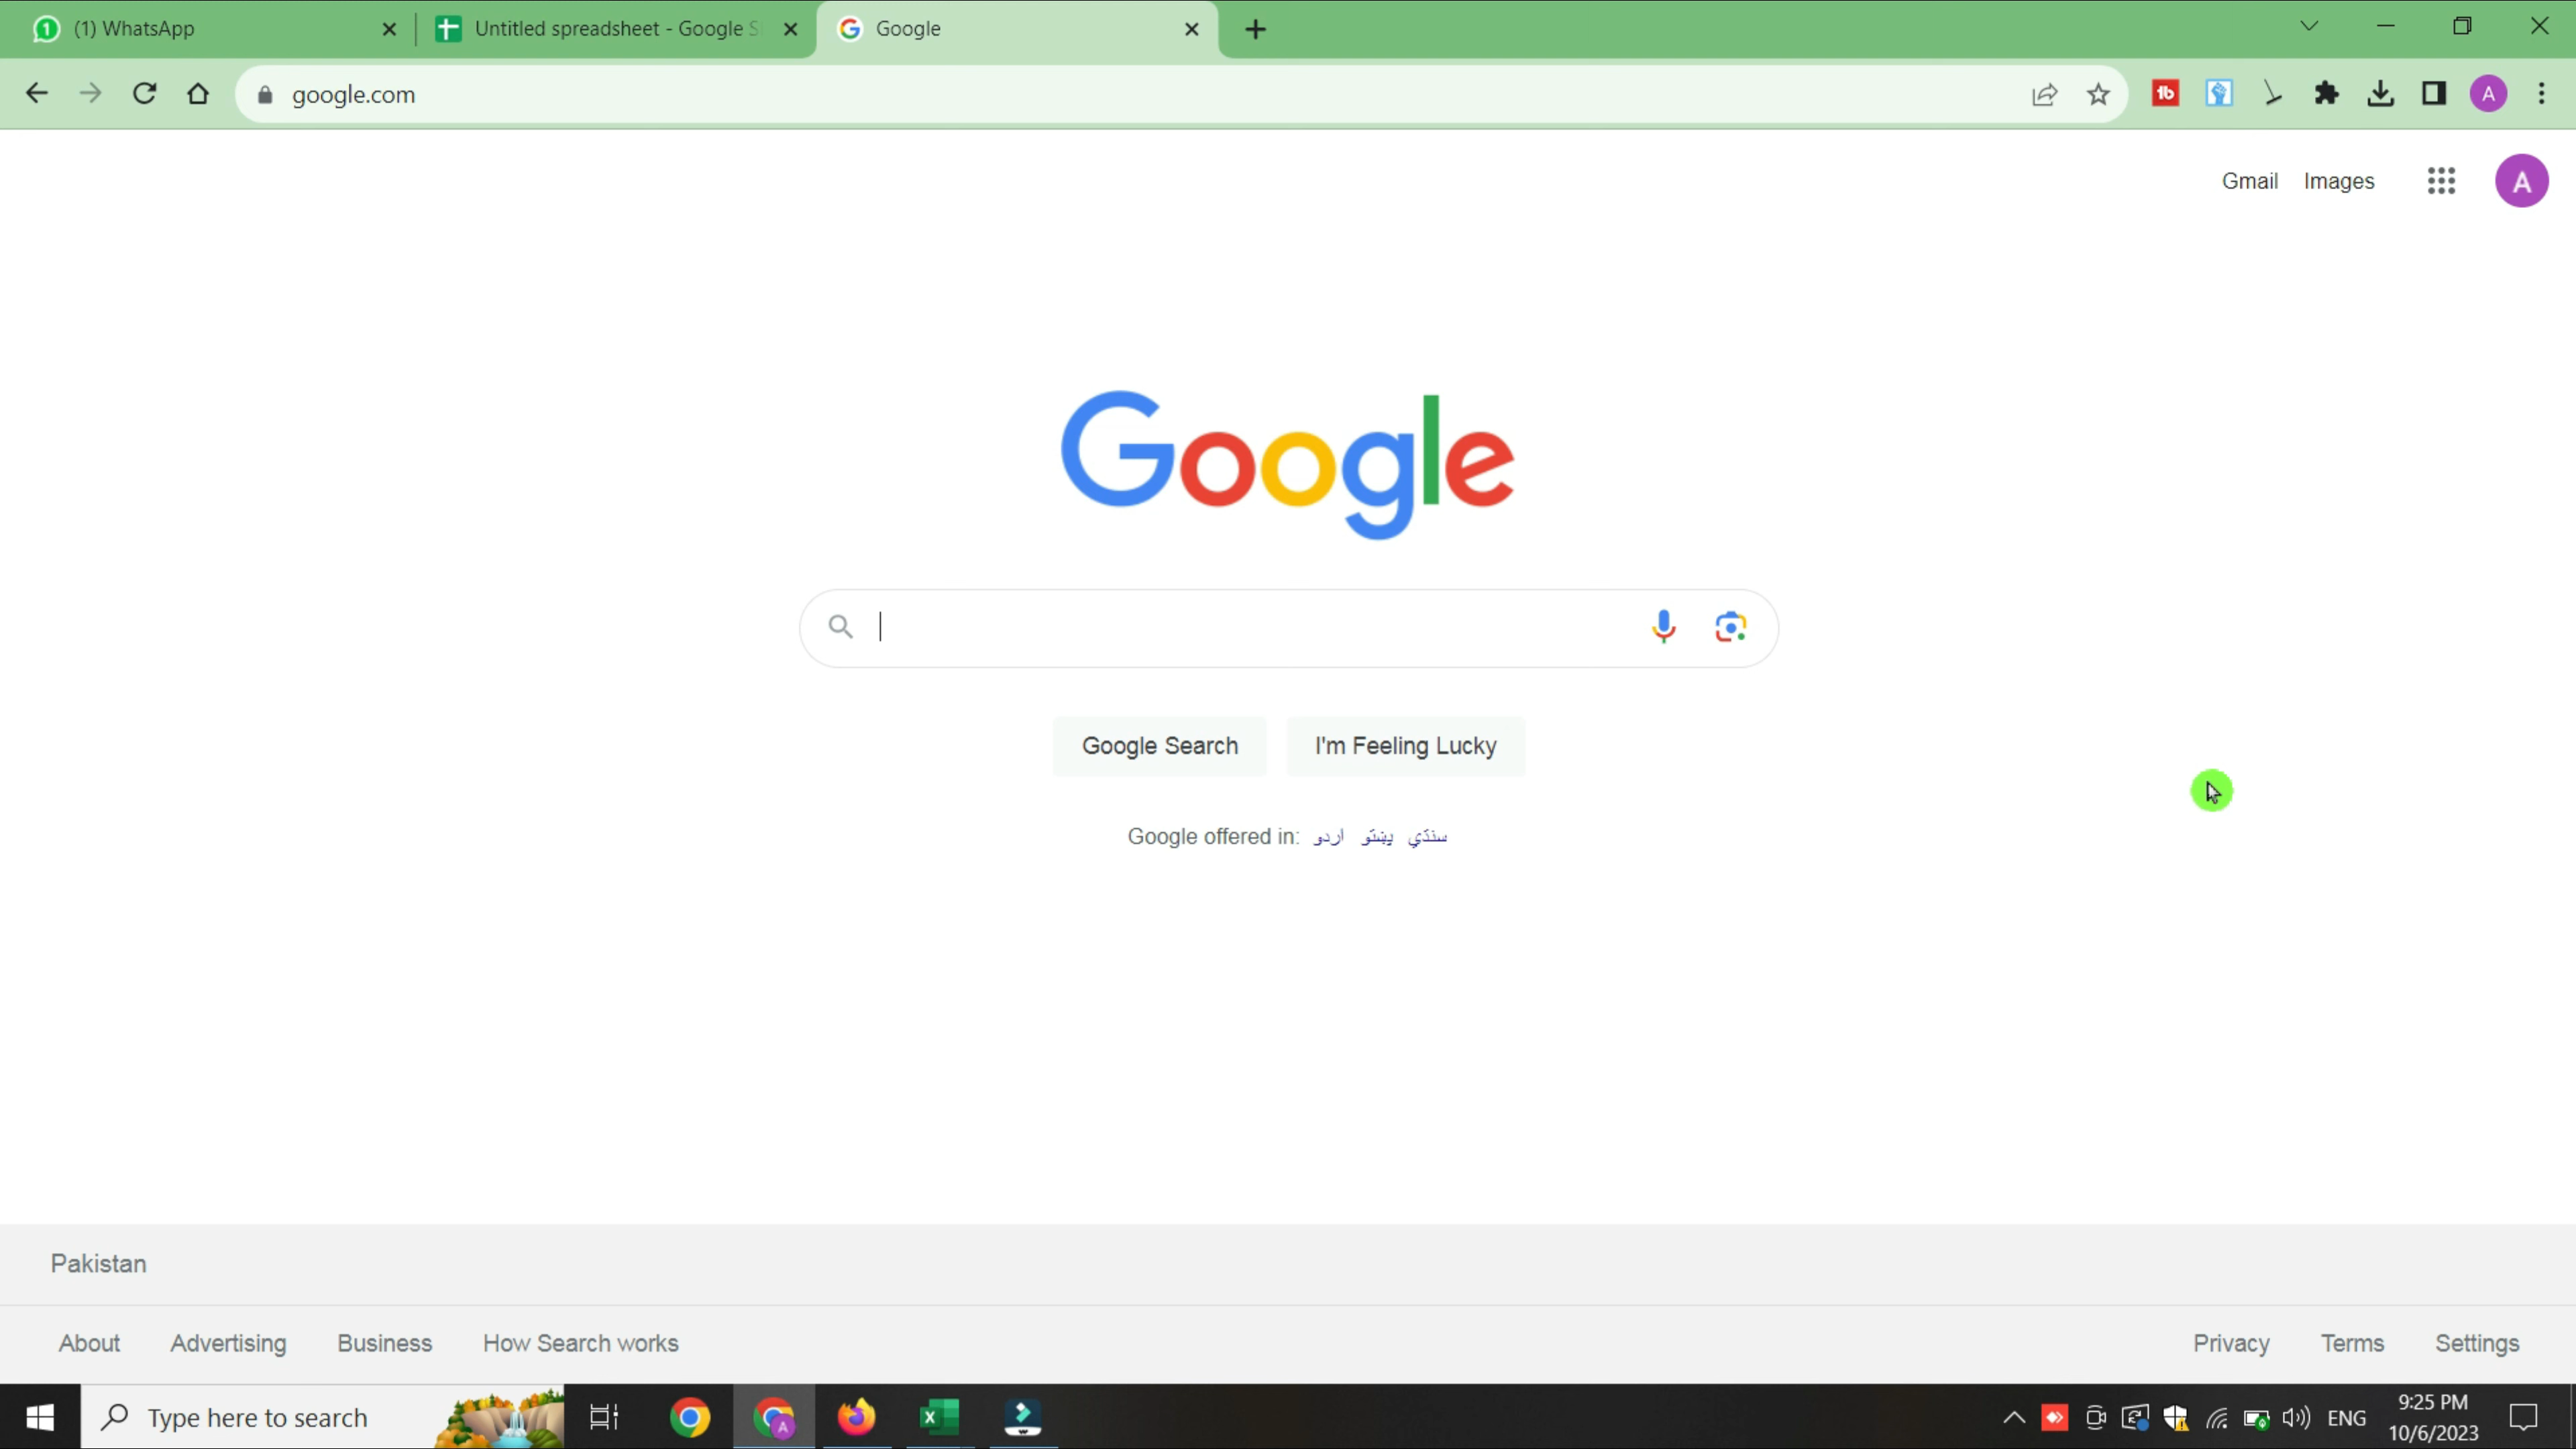 (1) WhatsApp
Untitled spreadsheet - Google S
Google
google.com
Gmail Images
A
Google
Google Search I'm Feeling Lucky
Google offered in: اردو پښتو سنڌي
Pakistan
About Advertising Business How Search works
Privacy Terms Settings
Type here to search
ENG
9:25 PM
10/6/2023